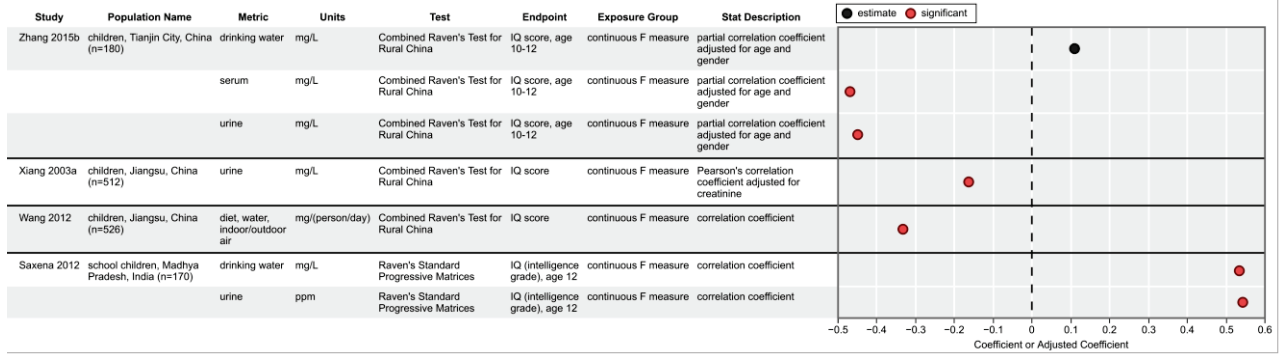 estimate significant
Study Population Name Metric Units Test Endpoint Exposure Group Stat Description
Zhang 2015b children, Tianjin City, China drinking water mg/L Combined Raven's Test for IQ score, age continuous F measure partial correlation coefficient
(n=180) Rural China 10-12 adjusted for age and
gender
serum mg/L Combined Raven's Test for IQ score, age continuous F measure partial correlation coefficient
Rural China 10-12 adjusted for age and
gender
urine mg/L Combined Raven's Test for IQ score, age continuous F measure partial correlation coefficient
Rural China 10-12 adjusted for age and
gender
Xiang 2003a children, Jiangsu, China urine mg/L Combined Raven's Test for IQ score continuous F measure Pearson's correlation
(n=512) Rural China coefficient adjusted for
creatinine
Wang 2012 children, Jiangsu, China diet, water, mg/(person/day) Combined Raven's Test for IQ score continuous F measure correlation coefficient
(n=526) indoor/outdoor Rural China
air
Saxena 2012 school children, Madhya drinking water mg/L Raven's Standard IQ (intelligence continuous F measure correlation coefficient
Pradesh, India (n=170) Progressive Matrices grade), age 12
urine ppm Raven's Standard IQ (intelligence continuous F measure correlation coefficient
Progressive Matrices grade), age 12
−0.5 −0.4 −0.3 −0.2 −0.1 0 0.1 0.2 0.3 0.4 0.5 0.6
Coefficient or Adjusted Coefficient